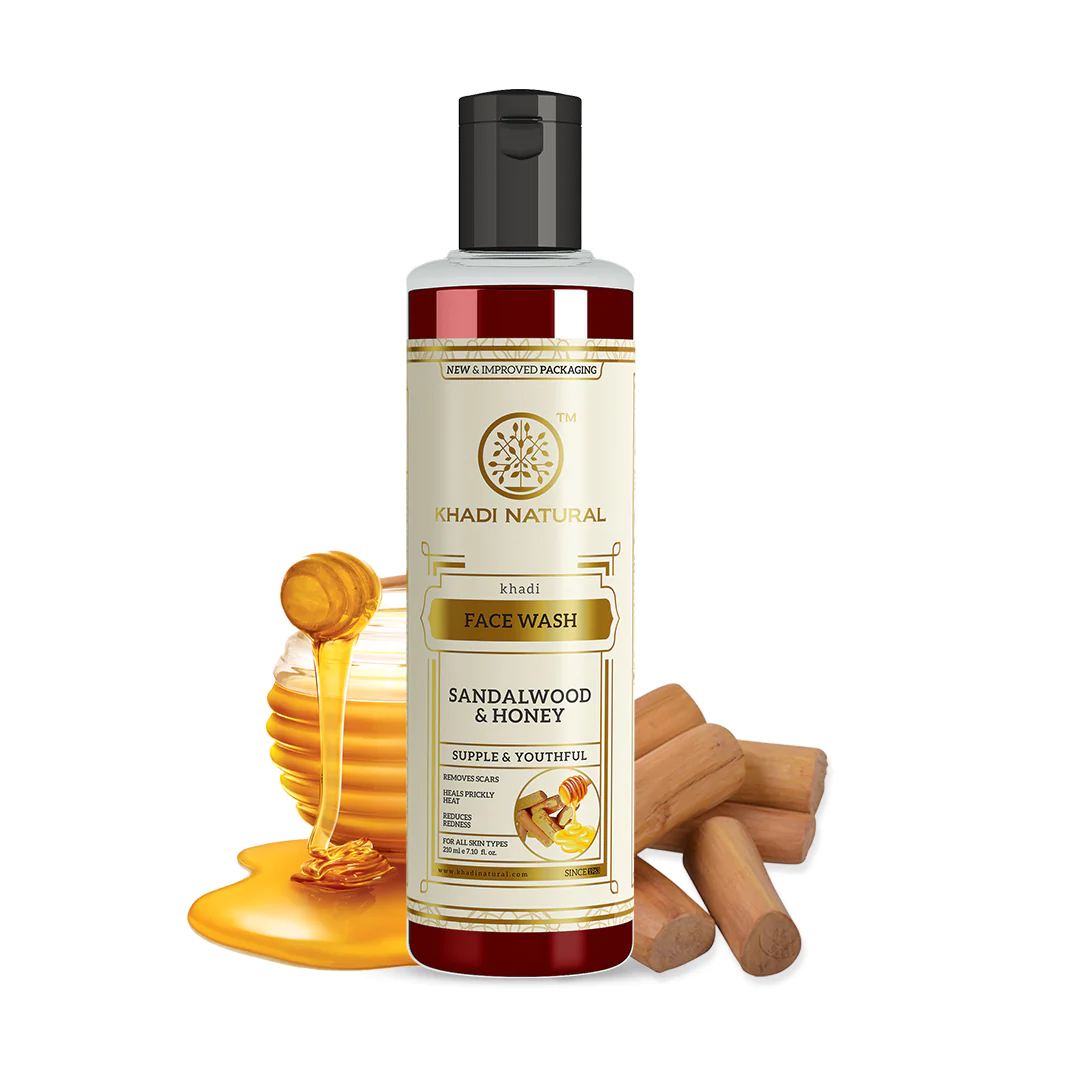 NEW & IMPROVED PACKAGING
TM
KHADI NATURAL
khadi
FACE WASH
SANDALWOOD
& HONEY
SUPPLE & YOUTHFUL
REMOVES SCARS
HEALS PRICKLY
HEAT
REDUCES
REDNESS
FOR ALL SKIN TYPES
210 ml e 7.10 fl. oz.
www.khadinatural.com
SINCE